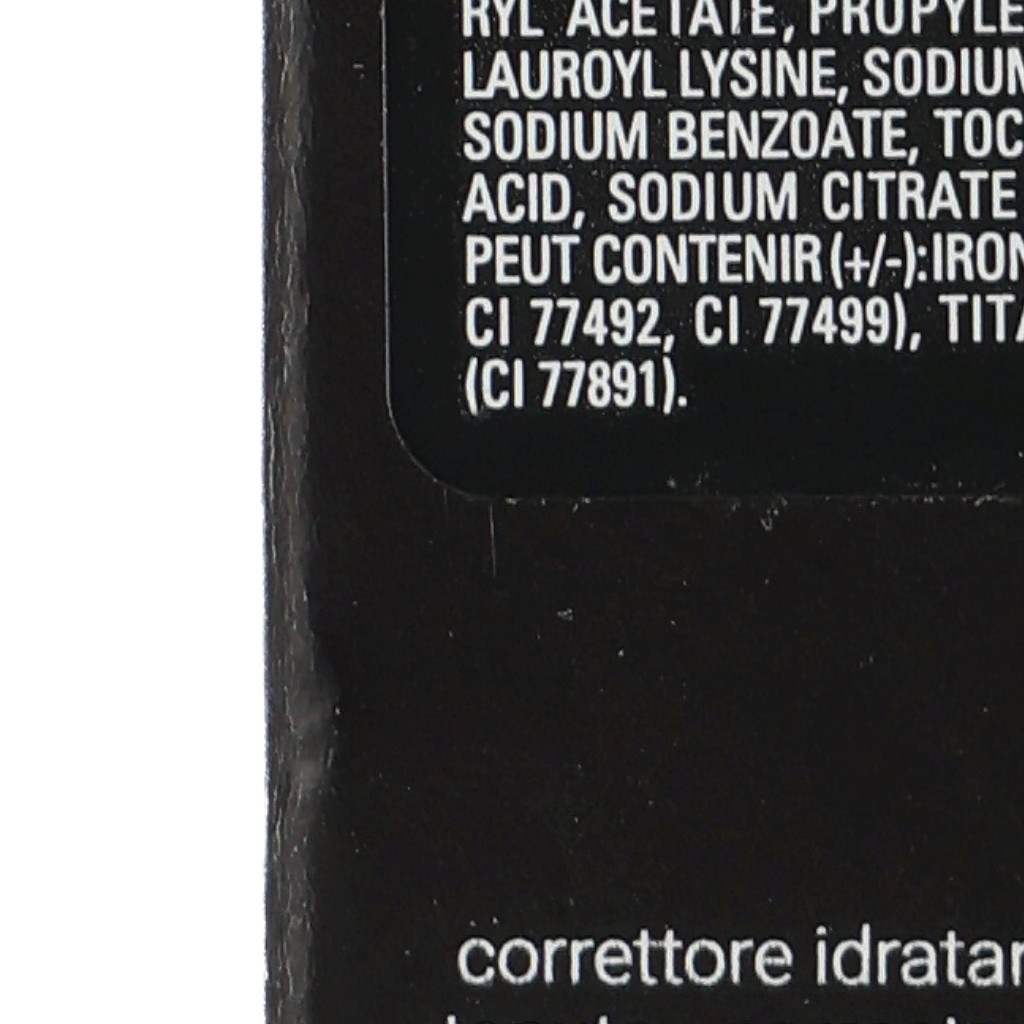 RYL ACETATE, PROPYLE
LAUROYL LYSINE, SODIUM
SODIUM BENZOATE, TOC
ACID, SODIUM CITRATE
PEUT CONTENIR (+/-): IRON
CI 77492, CI 77499), TITA
(CI 77891).
correttore idratan